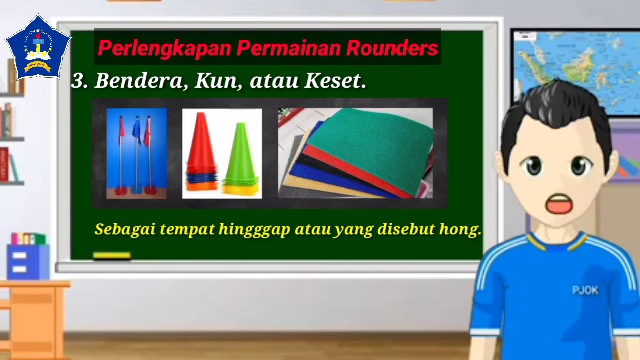 Perlengkapan Permainan Rounders
3. Bendera, Kun, atau Keset.
Sebagai tempat hingggap atau yang disebut hong.
PJOK